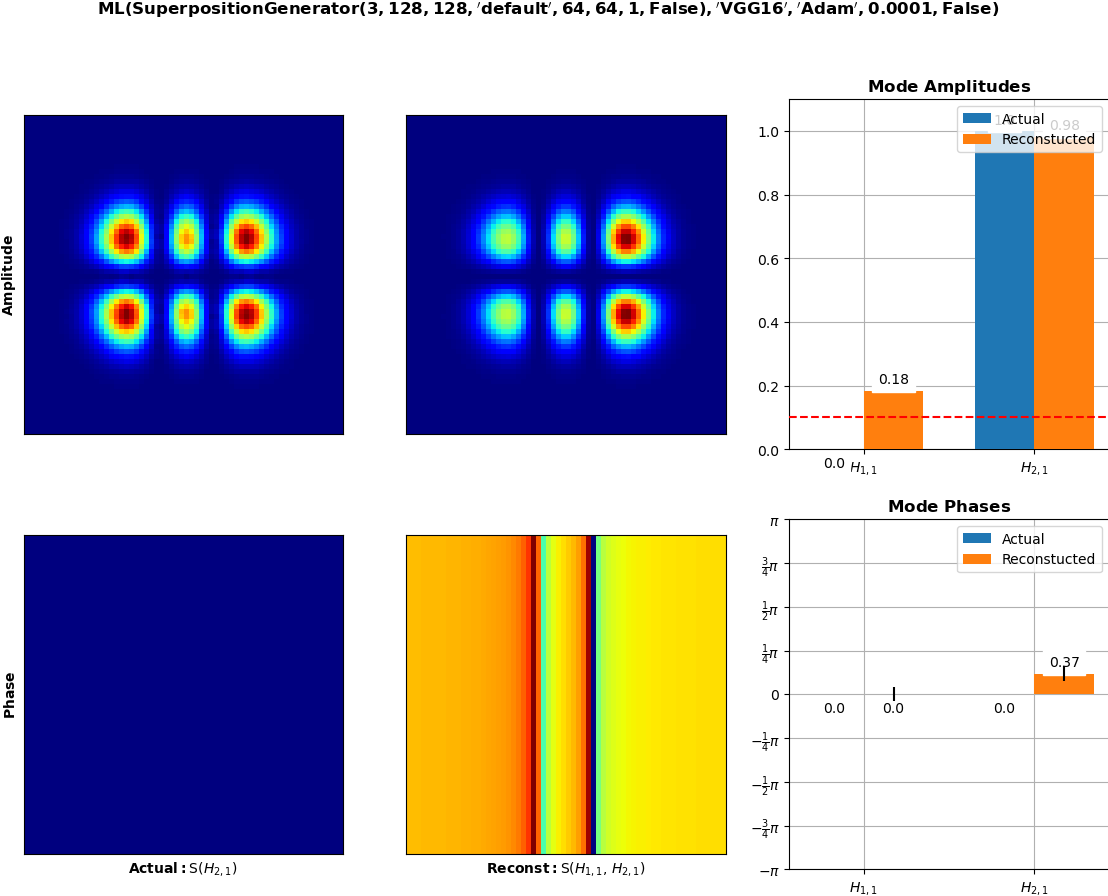 ML(SuperpositionGenerator(3, 128, 128, ′default′, 64, 64, 1, False), ′VGG16′, ′Adam′, 0.0001, False)
Amplitude
Mode Amplitudes
Actual
Reconstucted
0.98
1.0
0.8
0.6
0.4
0.2
0.0
0.18
0.0
H1,1
H2,1
Phase
Actual: S(H2,1)
Reconst: S(H1,1, H2,1)
Mode Phases
Actual
Reconstucted
π
3/4π
1/2π
1/4π
0
−1/4π
−1/2π
−3/4π
−π
0.0
0.0
0.0
0.37
H1,1
H2,1